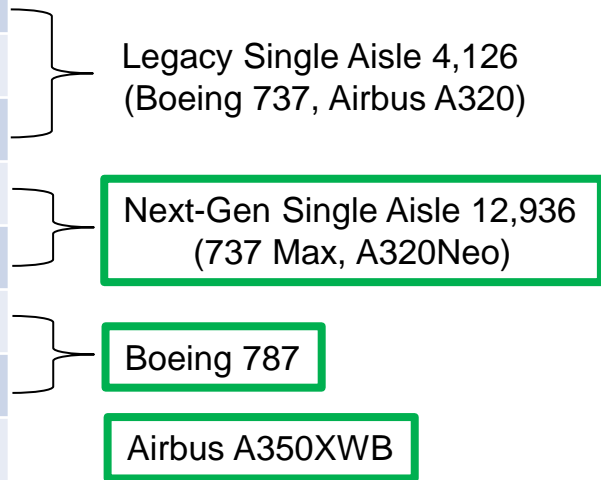 Legacy Single Aisle 4,126
(Boeing 737, Airbus A320)
Next-Gen Single Aisle 12,936
(737 Max, A320Neo)
Boeing 787
Airbus A350XWB